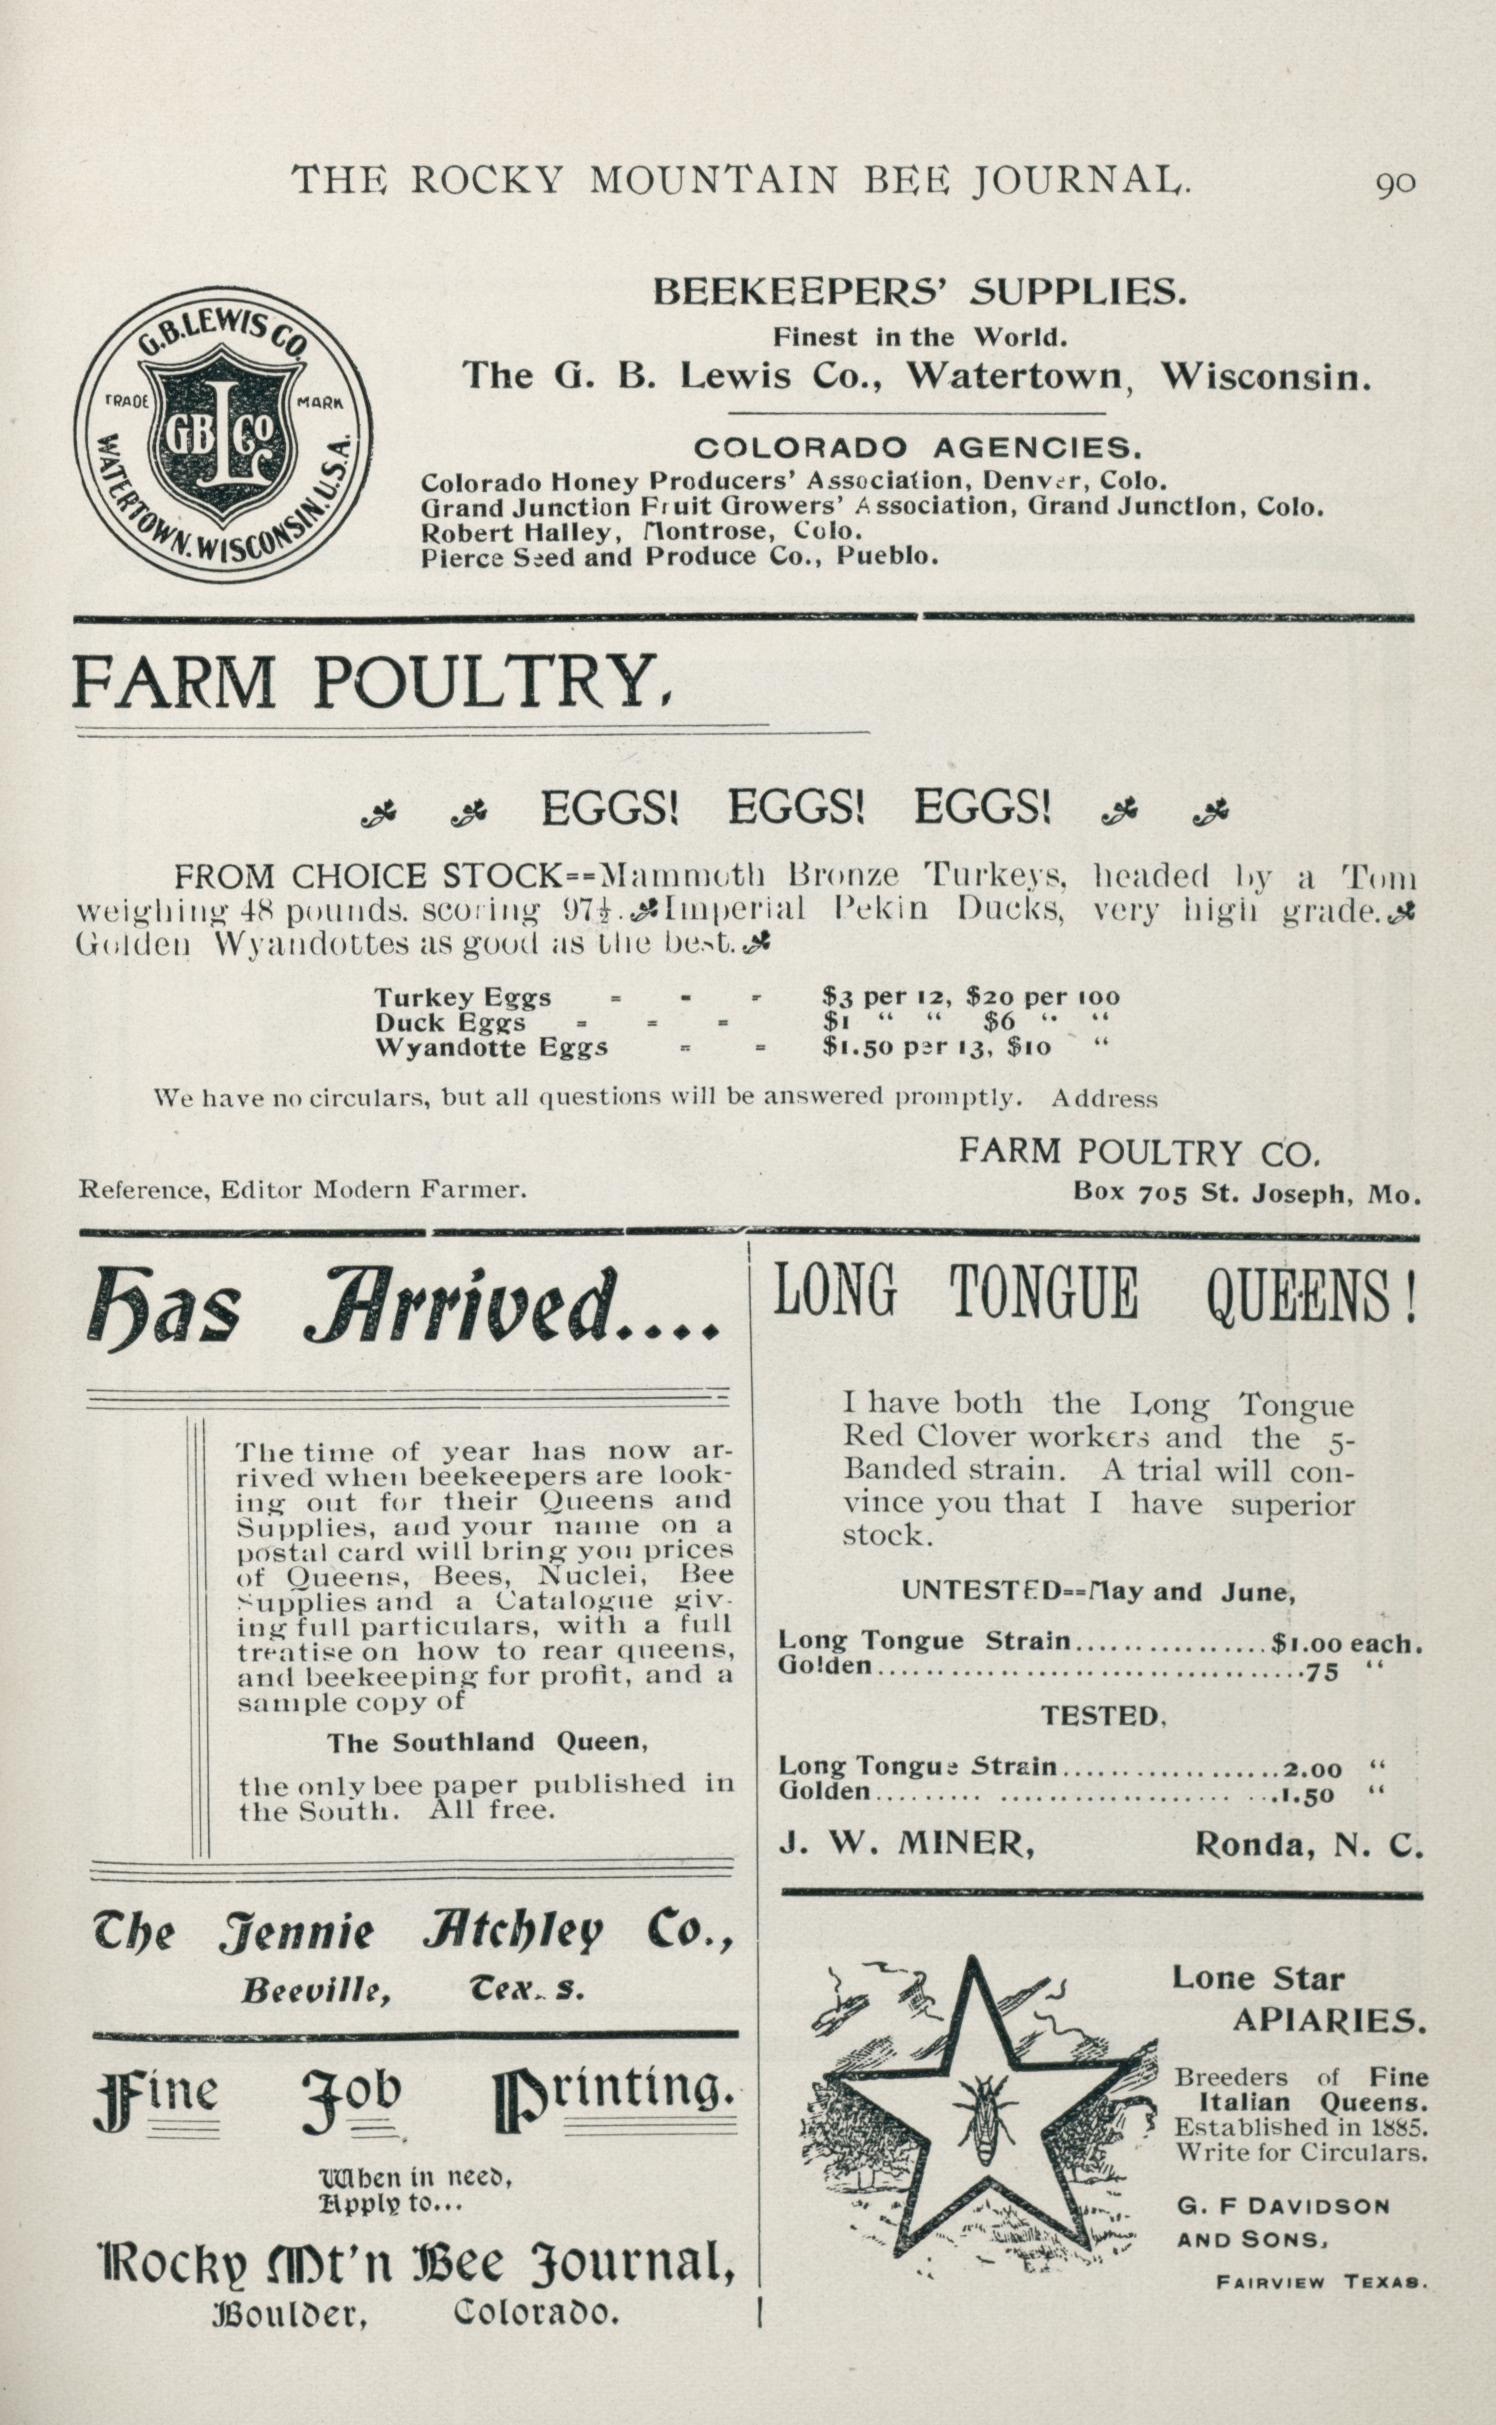 THE ROCKY MOUNTAIN BEE JOURNAL. 90
G.B.LEWIS CO.
TRADE MARK
GB L Co
WATERTOWN.WISCONSIN.U.S.A.
BEEKEEPERS' SUPPLIES.
Finest in the World.
The G. B. Lewis Co., Watertown, Wisconsin.
COLORADO AGENCIES.
Colorado Honey Producers' Association, Denver, Colo.
Grand Junction Fruit Growers' Association, Grand Junction, Colo.
Robert Halley, Montrose, Colo.
Pierce Seed and Produce Co., Pueblo.
FARM POULTRY.
EGGS! EGGS! EGGS!
FROM CHOICE STOCK==Mammoth Bronze Turkeys, headed by a Tom
weighing 48 pounds. scoring 97½. Imperial Pekin Ducks, very high grade.
Golden Wyandottes as good as the best.
Turkey Eggs = - - $3 per 12, $20 per 100
Duck Eggs = = = $1 “ “ $6 “ “
Wyandotte Eggs = = $1.50 per 13, $10 “
We have no circulars, but all questions will be answered promptly. Address
FARM POULTRY CO.
Reference, Editor Modern Farmer.
Box 705 St. Joseph, Mo.
Has Arrived....
The time of year has now ar-
rived when beekeepers are look-
ing out for their Queens and
Supplies, and your name on a
postal card will bring you prices
of Queens, Bees, Nuclei, Bee
Supplies and a Catalogue giv-
ing full particulars, with a full
treatise on how to rear queens,
and beekeeping for profit, and a
sample copy of
The Southland Queen,
the only bee paper published in
the South. All free.
The Jennie Atchley Co.,
Beeville, Tex. s.
Fine Job Printing.
When in need,
Apply to...
Rocky Mt'n Bee Journal,
Boulder, Colorado.
LONG TONGUE QUEENS!
I have both the Long Tongue
Red Clover workers and the 5-
Banded strain. A trial will con-
vince you that I have superior
stock.
UNTESTED==May and June,
Long Tongue Strain................$1.00 each.
Golden....................................75 “
TESTED.
Long Tongue Strain..................2.00 “
Golden......... ................... ...1.50 “
J. W. MINER, Ronda, N. C.
Lone Star
APIARIES.
Breeders of Fine
Italian Queens.
Established in 1885.
Write for Circulars.
G. F DAVIDSON
AND SONS,
FAIRVIEW TEXAS.